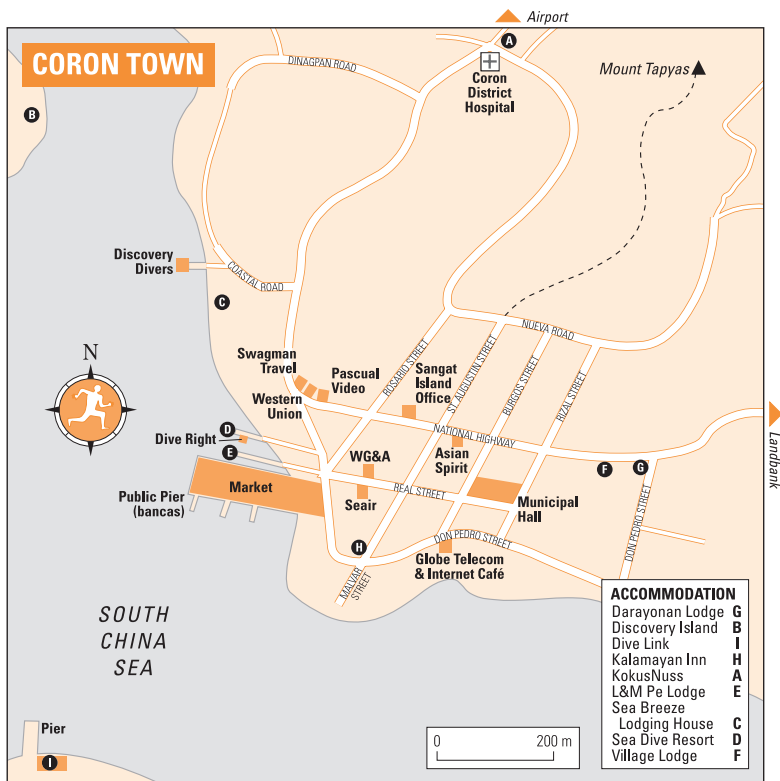 Airport
CORON TOWN
A
DINAGPAN ROAD
Coron
District
Hospital
Mount Tapyas
B
Discovery
Divers
COASTAL ROAD
C
NUEVA ROAD
N
Swagman
Travel
Pascual
Video
Western
Union
ROSARIO STREET
Sangat
Island
Office
ST. AUGUSTIN STREET
BURGUS STREET
RIZAL STREET
NATIONAL HIGHWAY
Landbank
D
Dive Right
E
WG&A
Asian
Spirit
F
G
Market
Public Pier
(bancas)
Seair
REAL STREET
Municipal
Hall
DON PEDRO STREET
DON PEDRO STREET
H
Globe Telecom
& Internet Café
MALVAR
STREET
SOUTH
CHINA
SEA
ACCOMMODATION
Darayonan Lodge G
Discovery Island B
Dive Link I
Kalamayan Inn H
KokusNuss A
L&M Pe Lodge E
Sea Breeze
Lodging House C
Sea Dive Resort D
Village Lodge F
Pier
I
0 200 m